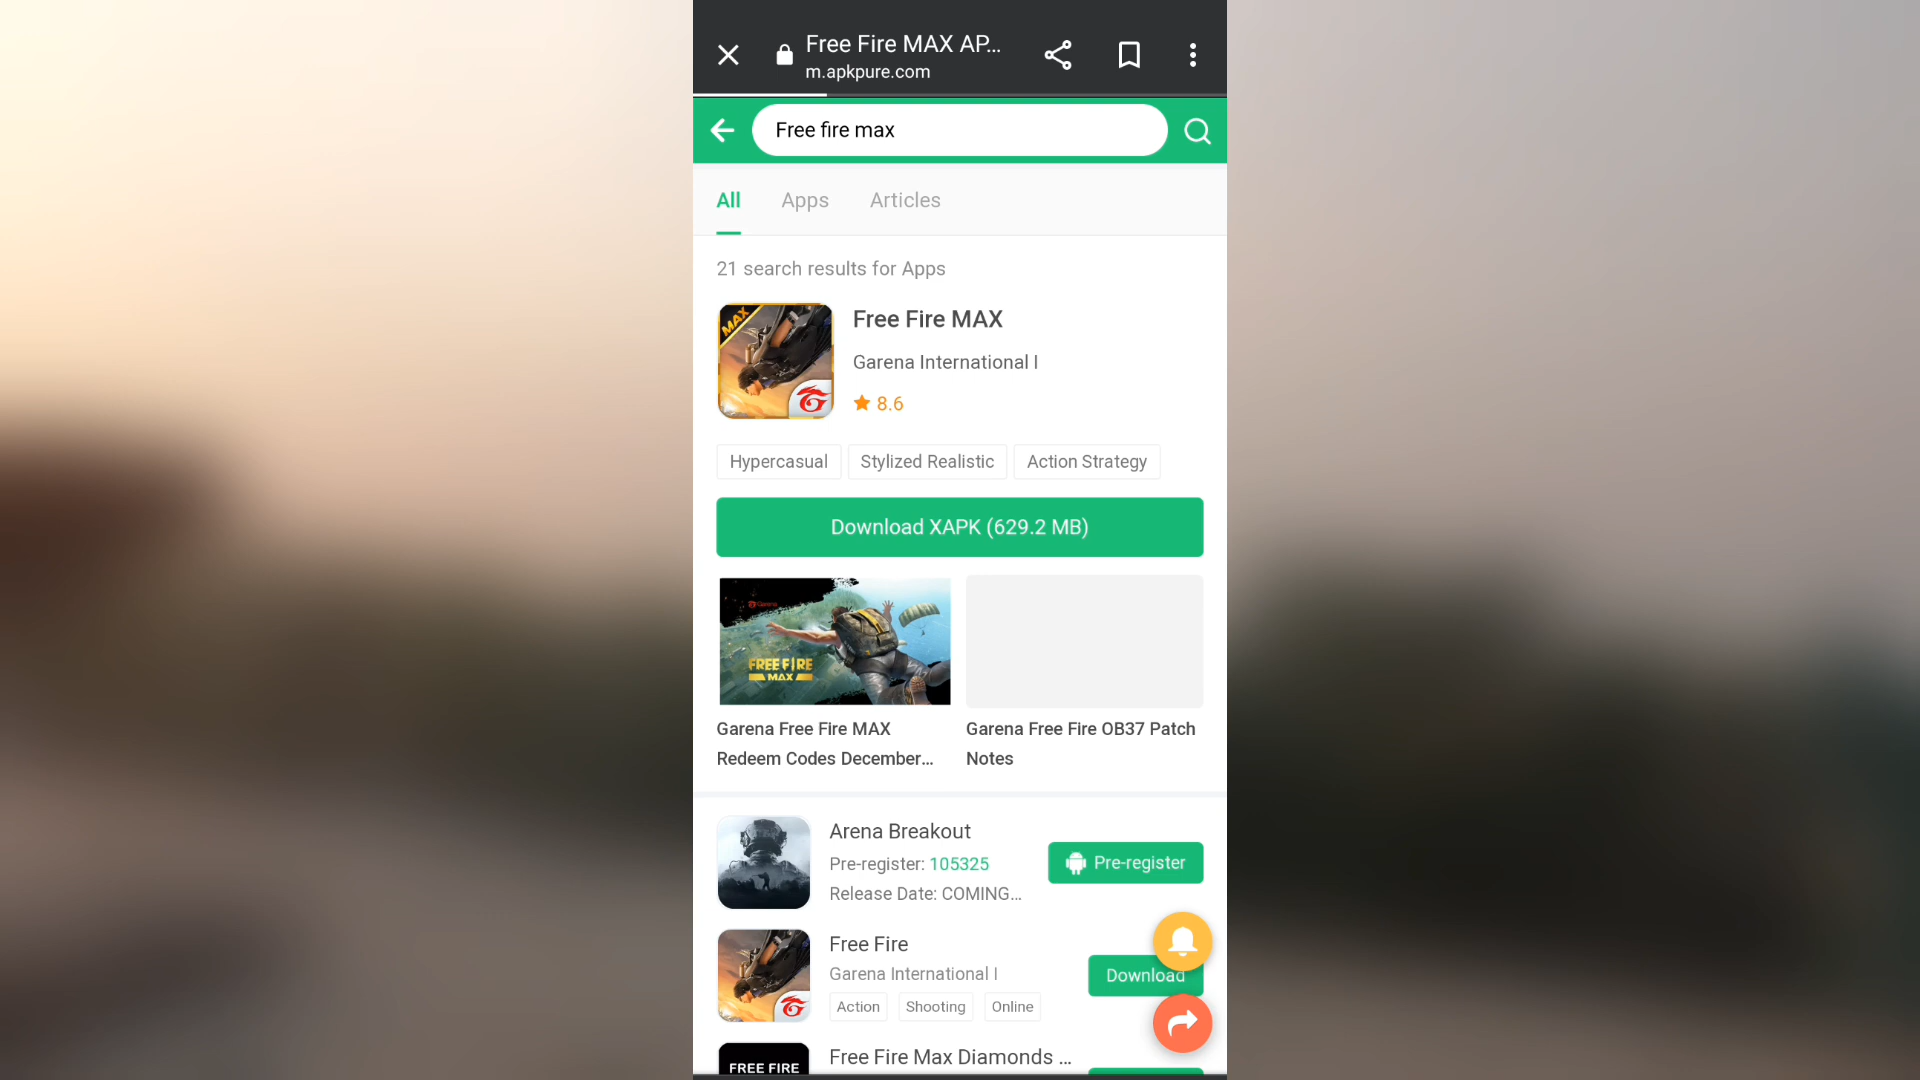 Free Fire MAX AP...
m.apkpure.com
Free fire max
All Apps Articles
21 search results for Apps
MAX
Free Fire MAX
Garena International I
8.6
Hypercasual Stylized Realistic Action Strategy
Download XAPK (629.2 MB)
Garena
FREE FIRE
MAX
Garena Free Fire MAX
Redeem Codes December...
Garena Free Fire OB37 Patch
Notes
Arena Breakout
Pre-register: 105325
Release Date: COMING...
Pre-register
Free Fire
Garena International I
Action Shooting Online
Download
Free Fire Max Diamonds ...
FREE FIRE